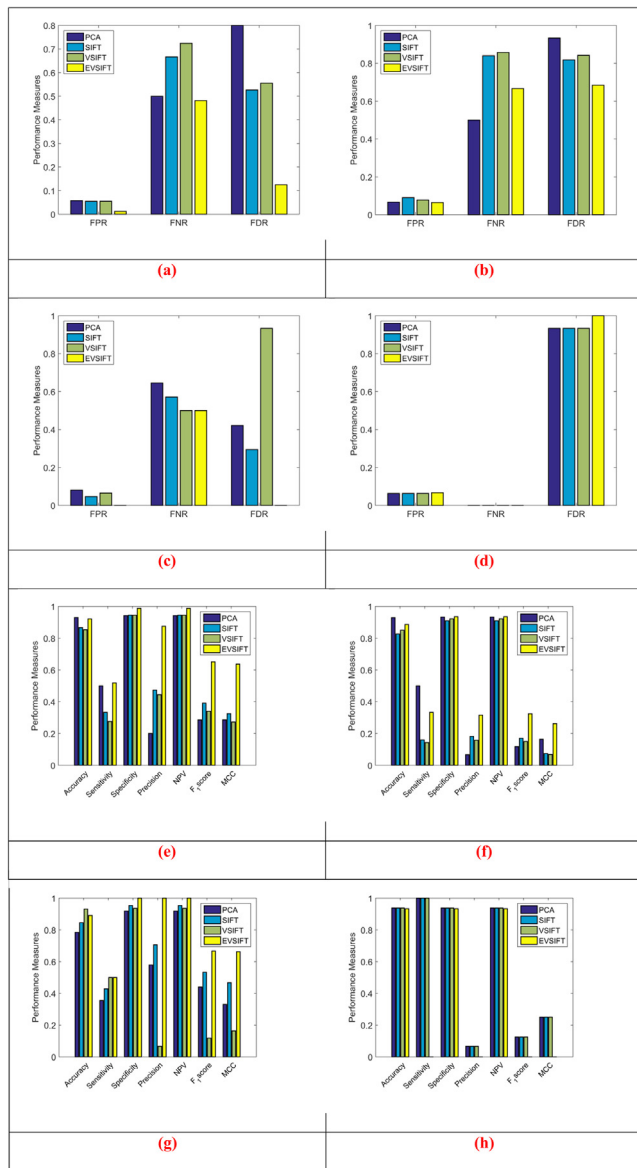 0.8
0.7
0.6
0.5
0.4
0.3
0.2
0.1
0
Performance Measures
PCA
SIFT
VSIFT
EVSIFT
FPR
FNR
FDR
(a)
1
0.8
0.6
0.4
0.2
0
Performance Measures
PCA
SIFT
VSIFT
EVSIFT
FPR
FNR
FDR
(b)
1
0.8
0.6
0.4
0.2
0
Performance Measures
PCA
SIFT
VSIFT
EVSIFT
FPR
FNR
FDR
(c)
1
0.8
0.6
0.4
0.2
0
Performance Measures
PCA
SIFT
VSIFT
EVSIFT
FPR
FNR
FDR
(d)
1
0.8
0.6
0.4
0.2
0
Performance Measures
PCA
SIFT
VSIFT
EVSIFT
Accuracy
Sensitivity
Specificity
Precision
NPV
F1score
MCC
(e)
1
0.8
0.6
0.4
0.2
0
Performance Measures
PCA
SIFT
VSIFT
EVSIFT
Accuracy
Sensitivity
Specificity
Precision
NPV
F1score
MCC
(f)
1
0.8
0.6
0.4
0.2
0
Performance Measures
PCA
SIFT
VSIFT
EVSIFT
Accuracy
Sensitivity
Specificity
Precision
NPV
F1score
MCC
(g)
1
0.8
0.6
0.4
0.2
0
Performance Measures
PCA
SIFT
VSIFT
EVSIFT
Accuracy
Sensitivity
Specificity
Precision
NPV
F1score
MCC
(h)